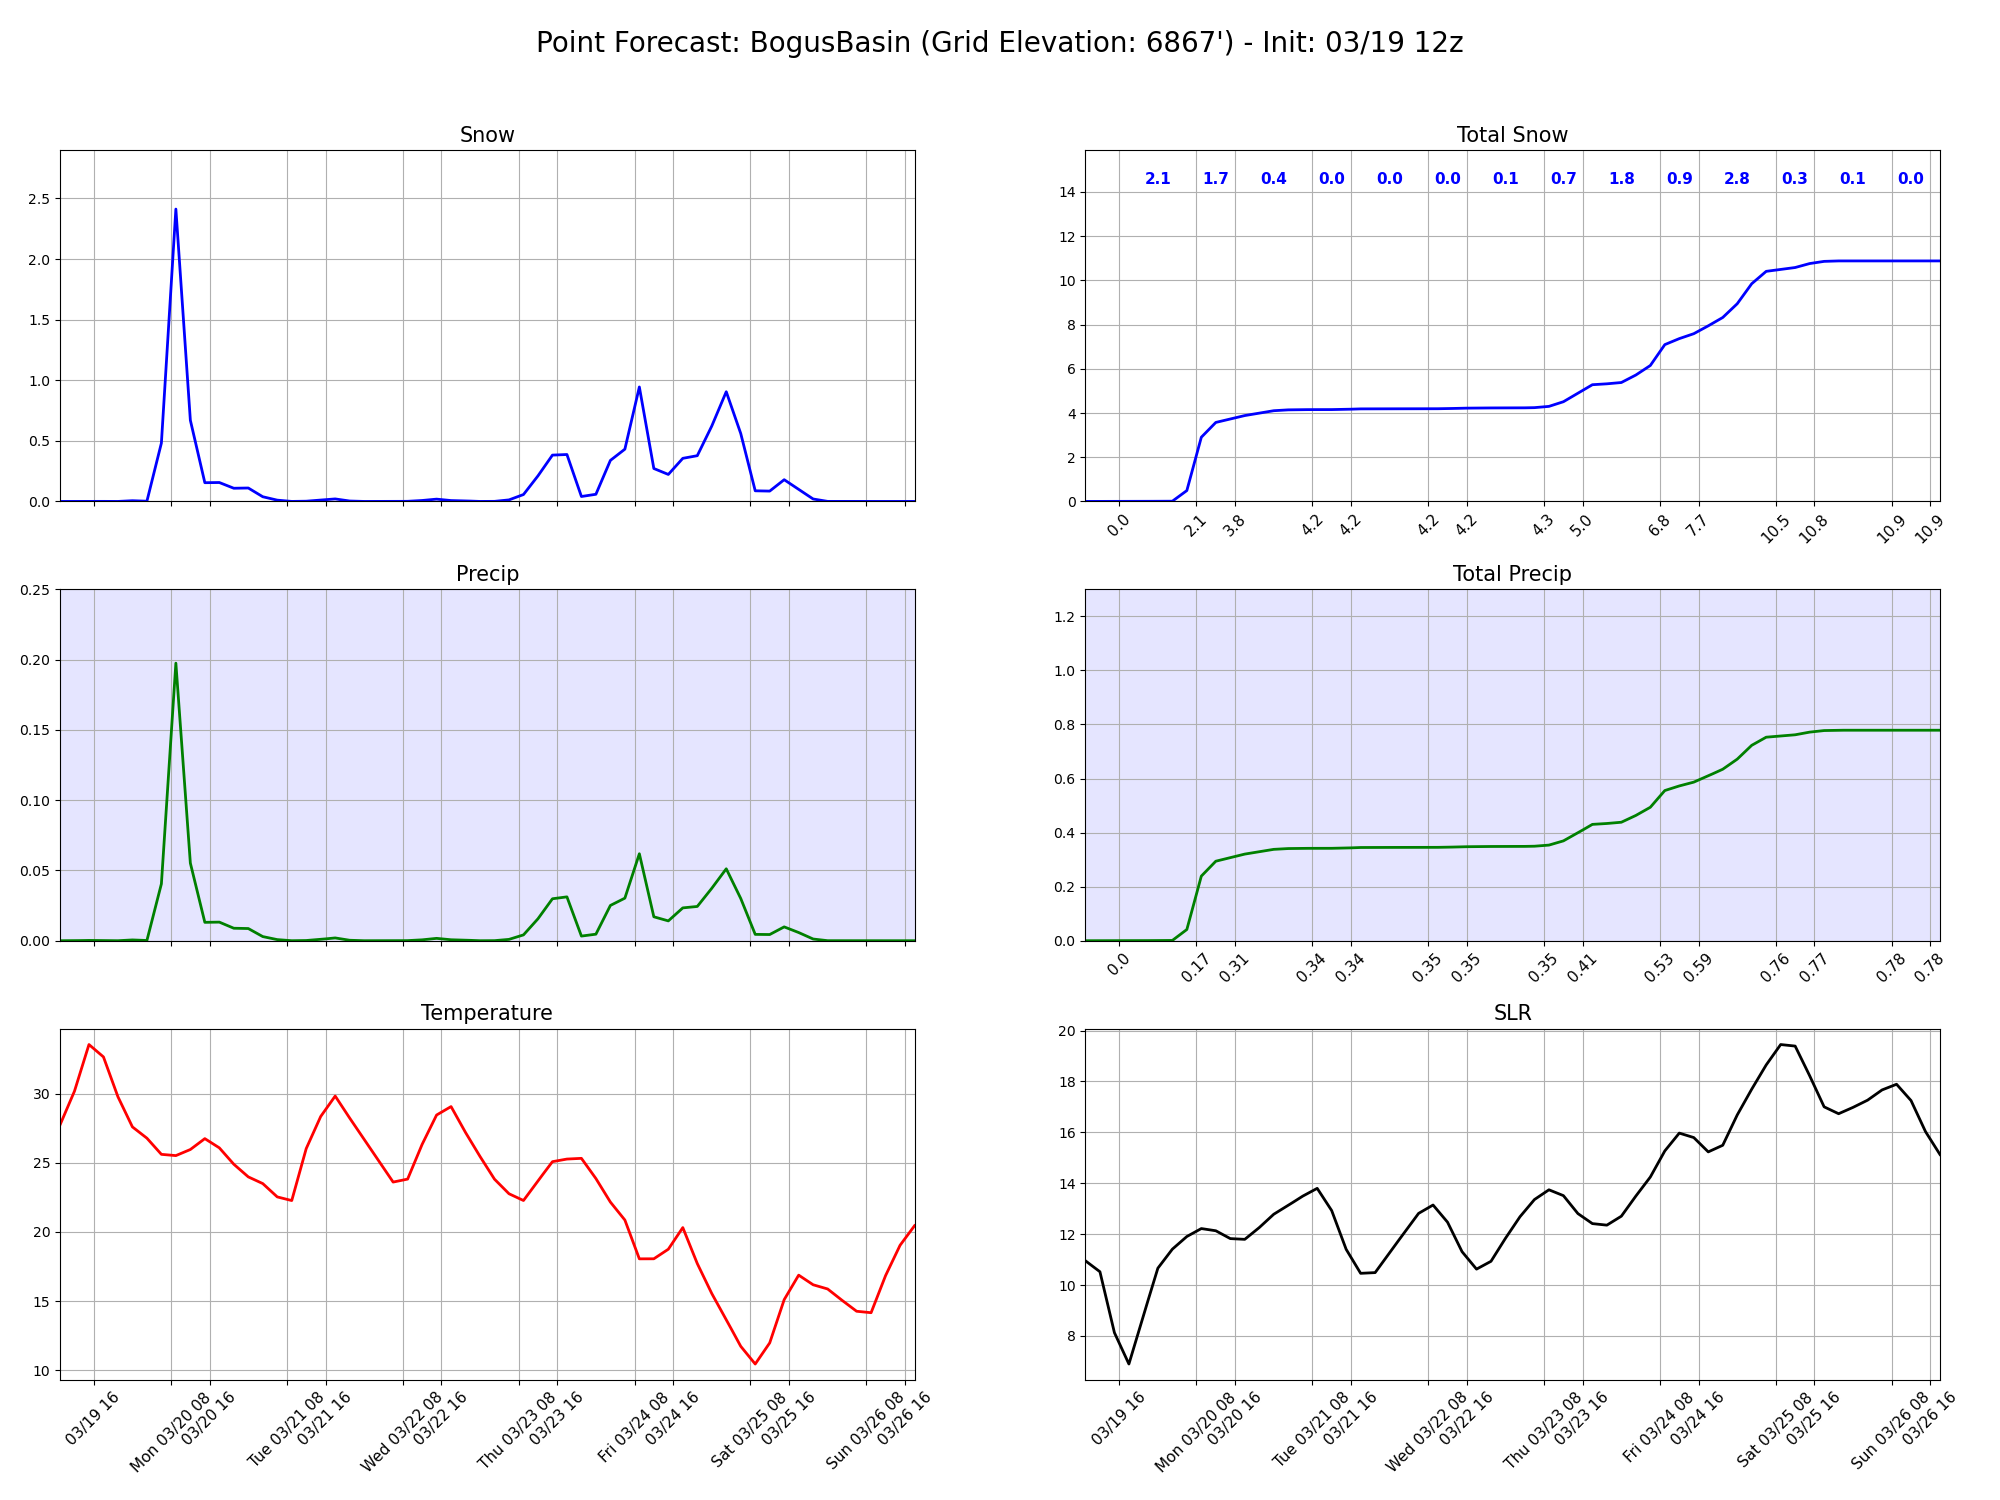 Point Forecast: BogusBasin (Grid Elevation: 6867') - Init: 03/19 12z
Snow
2.5
2.0
1.5
1.0
0.5
0.0
Total Snow
2.1 1.7 0.4 0.0 0.0 0.0 0.1 0.7 1.8 0.9 2.8 0.3 0.1 0.0
14
12
10
8
6
4
2
0
0.0 2.1 3.8 4.2 4.2 4.2 4.2 4.3 5.0 6.8 7.7 10.5 10.8 10.9 10.9
Precip
0.25
0.20
0.15
0.10
0.05
0.00
Total Precip
1.2
1.0
0.8
0.6
0.4
0.2
0.0
0.0 0.17 0.31 0.34 0.34 0.35 0.35 0.35 0.41 0.53 0.59 0.76 0.77 0.78 0.78
Temperature
30
25
20
15
10
03/19 16
Mon 03/20 08
03/20 16
Tue 03/21 08
03/21 16
Wed 03/22 08
03/22 16
Thu 03/23 08
03/23 16
Fri 03/24 08
03/24 16
Sat 03/25 08
03/25 16
Sun 03/26 08
03/26 16
SLR
20
18
16
14
12
10
8
03/19 16
Mon 03/20 08
03/20 16
Tue 03/21 08
03/21 16
Wed 03/22 08
03/22 16
Thu 03/23 08
03/23 16
Fri 03/24 08
03/24 16
Sat 03/25 08
03/25 16
Sun 03/26 08
03/26 16